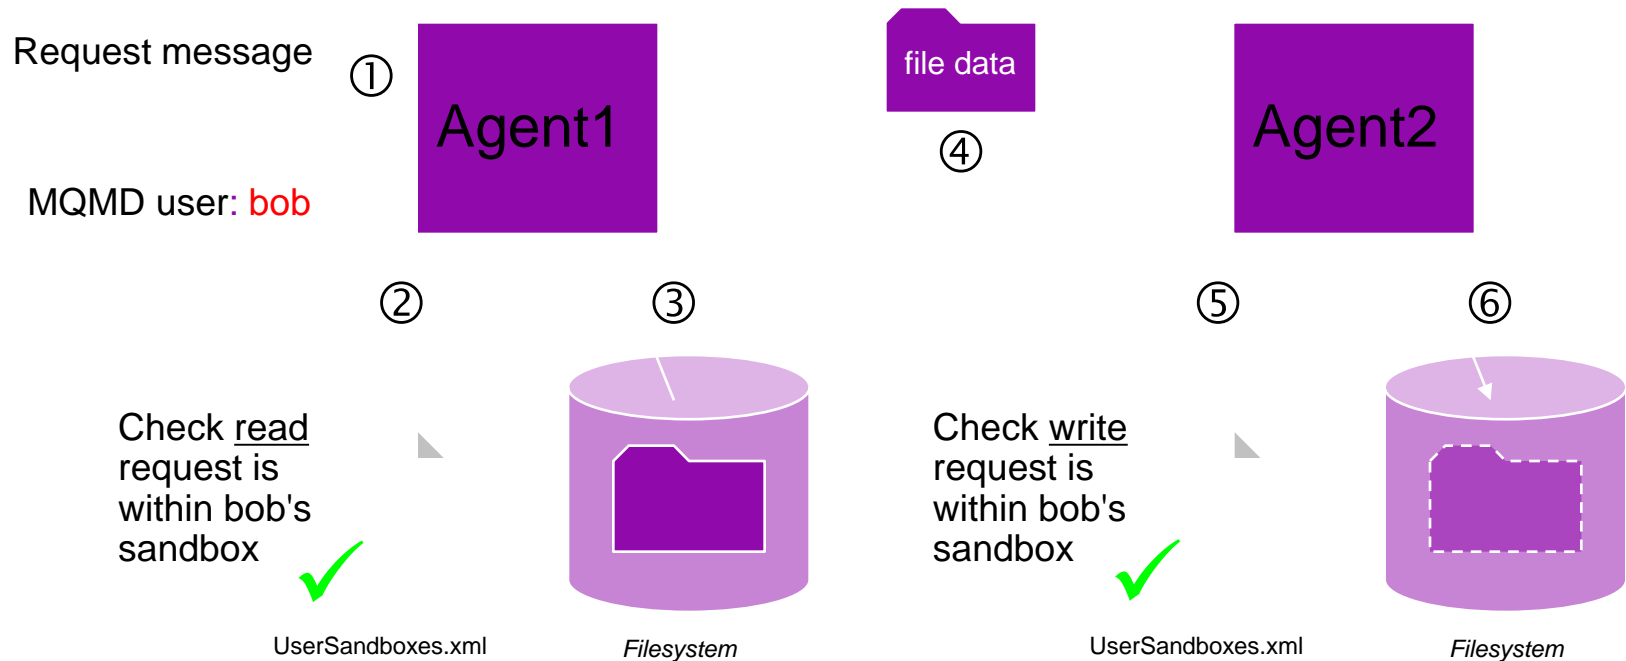 Request message
①
Agent1
MQMD user: bob
file data
④
Agent2
②
③
⑤
⑥
Check read
request is
within bob's
sandbox
UserSandboxes.xml
Filesystem
Check write
request is
within bob's
sandbox
UserSandboxes.xml
Filesystem